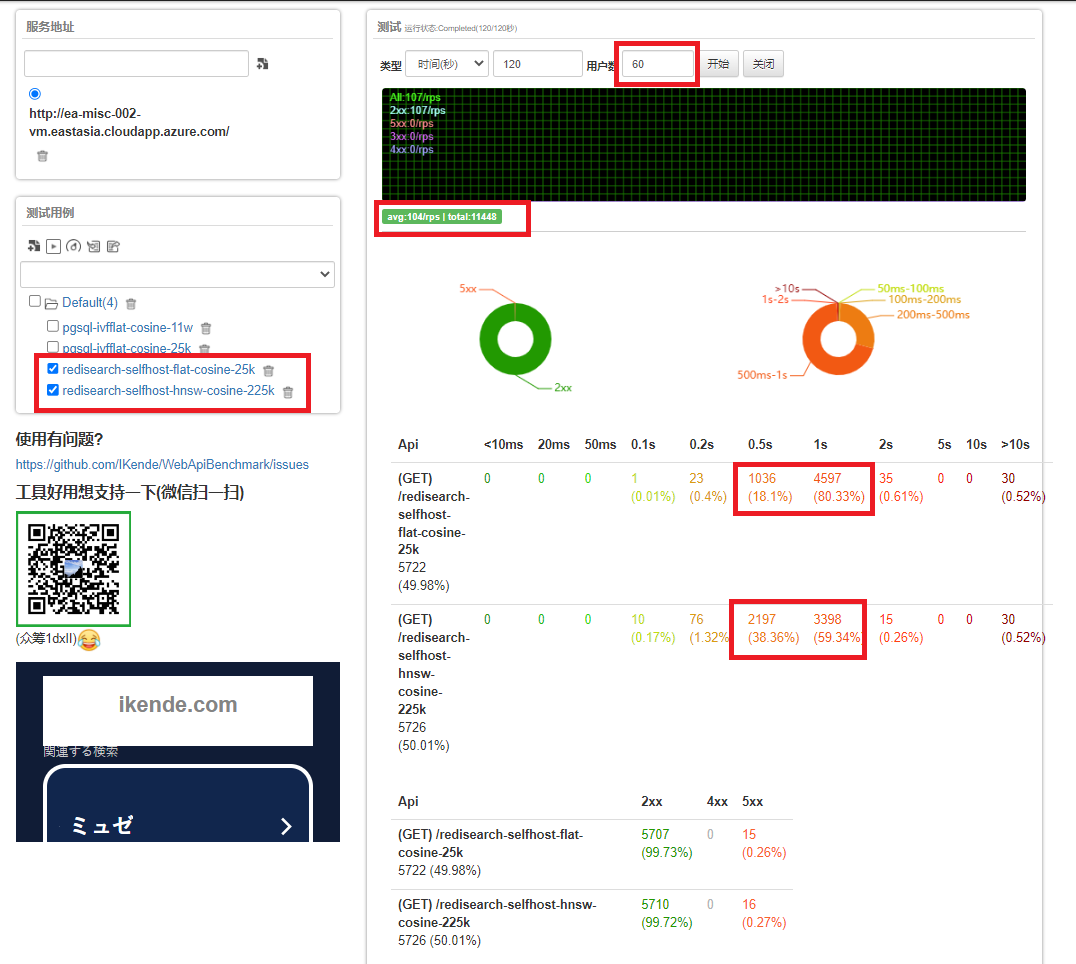 服务地址
http://ea-misc-002-
vm.eastasia.cloudapp.azure.com/
测试用例
Default(4)
pgsql-ivfflat-cosine-11w
pgsql-ivfflat-cosine-25k
redisearch-selfhost-flat-cosine-25k
redisearch-selfhost-hnsw-cosine-225k
使用有问题?
https://github.com/IKende/WebApiBenchmark/issues
工具好用想支持一下(微信扫一扫)
(众筹1dxII)😂
ikende.com
関連する検索
ミュゼ
测试 运行状态:Completed(120/120秒)
类型 时间(秒) 120 用户数 60 开始 关闭
All:107/rps
2xx:107/rps
5xx:0/rps
3xx:0/rps
4xx:0/rps
avg:104/rps | total:11448
5xx
2xx
>10s
1s-2s
50ms-100ms
100ms-200ms
200ms-500ms
500ms-1s
Api <10ms 20ms 50ms 0.1s 0.2s 0.5s 1s 2s 5s 10s >10s
(GET) 0 0 0 1 23 1036 4597 35 0 0 30
/redisearch- (0.01%) (0.4%) (18.1%) (80.33%) (0.61%) (0.52%)
selfhost-
flat-cosine-
25k
5722
(49.98%)
(GET) 0 0 0 10 76 2197 3398 15 0 0 30
/redisearch- (0.17%) (1.32% (38.36%) (59.34% (0.26%) (0.52%)
selfhost-
hnsw-
cosine-
225k
5726
(50.01%)
Api 2xx 4xx 5xx
(GET) /redisearch-selfhost-flat- 5707 0 15
cosine-25k (99.73%) (0.26%)
5722 (49.98%)
(GET) /redisearch-selfhost-hnsw- 5710 0 16
cosine-225k (99.72%) (0.27%)
5726 (50.01%)